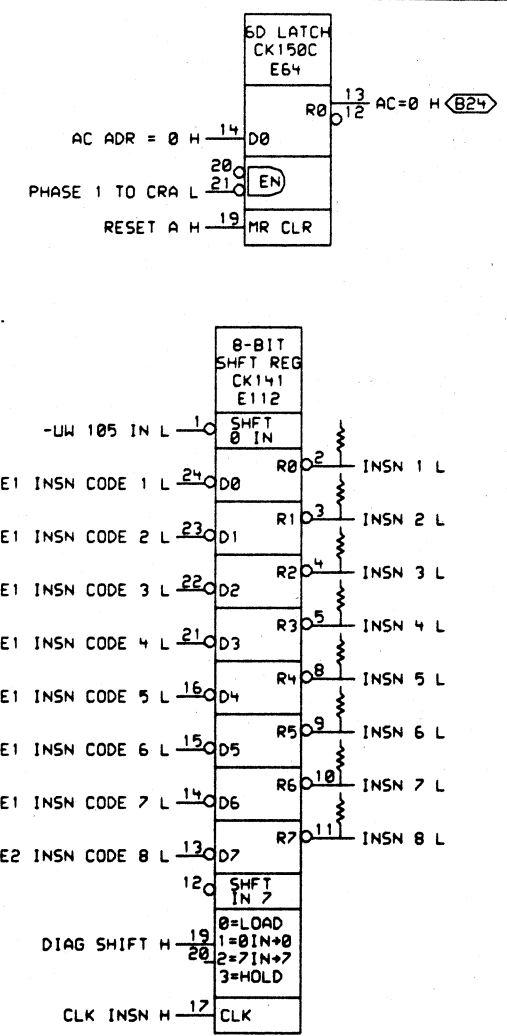 6D LATCH
CK150C
E64
R0 13 AC=0 H B24
12
AC ADR = 0 H 14 D0
20
21 EN
PHASE 1 TO CRA L
RESET A H 19 MR CLR
8-BIT
SHFT REG
CK141
E112
-UW 105 IN L 1 SHFT
0 IN
R0 2 INSN 1 L
E1 INSN CODE 1 L 24 D0
R1 3 INSN 2 L
E1 INSN CODE 2 L 23 D1
R2 4 INSN 3 L
E1 INSN CODE 3 L 22 D2
R3 5 INSN 4 L
E1 INSN CODE 4 L 21 D3
R4 8 INSN 5 L
E1 INSN CODE 5 L 16 D4
R5 9 INSN 6 L
E1 INSN CODE 6 L 15 D5
R6 10 INSN 7 L
E1 INSN CODE 7 L 14 D6
R7 11 INSN 8 L
E2 INSN CODE 8 L 13 D7
12 SHFT
IN 7
0=LOAD
DIAG SHIFT H 19 1=0IN→0
20 2=7IN→7
3=HOLD
CLK INSN H 17 CLK